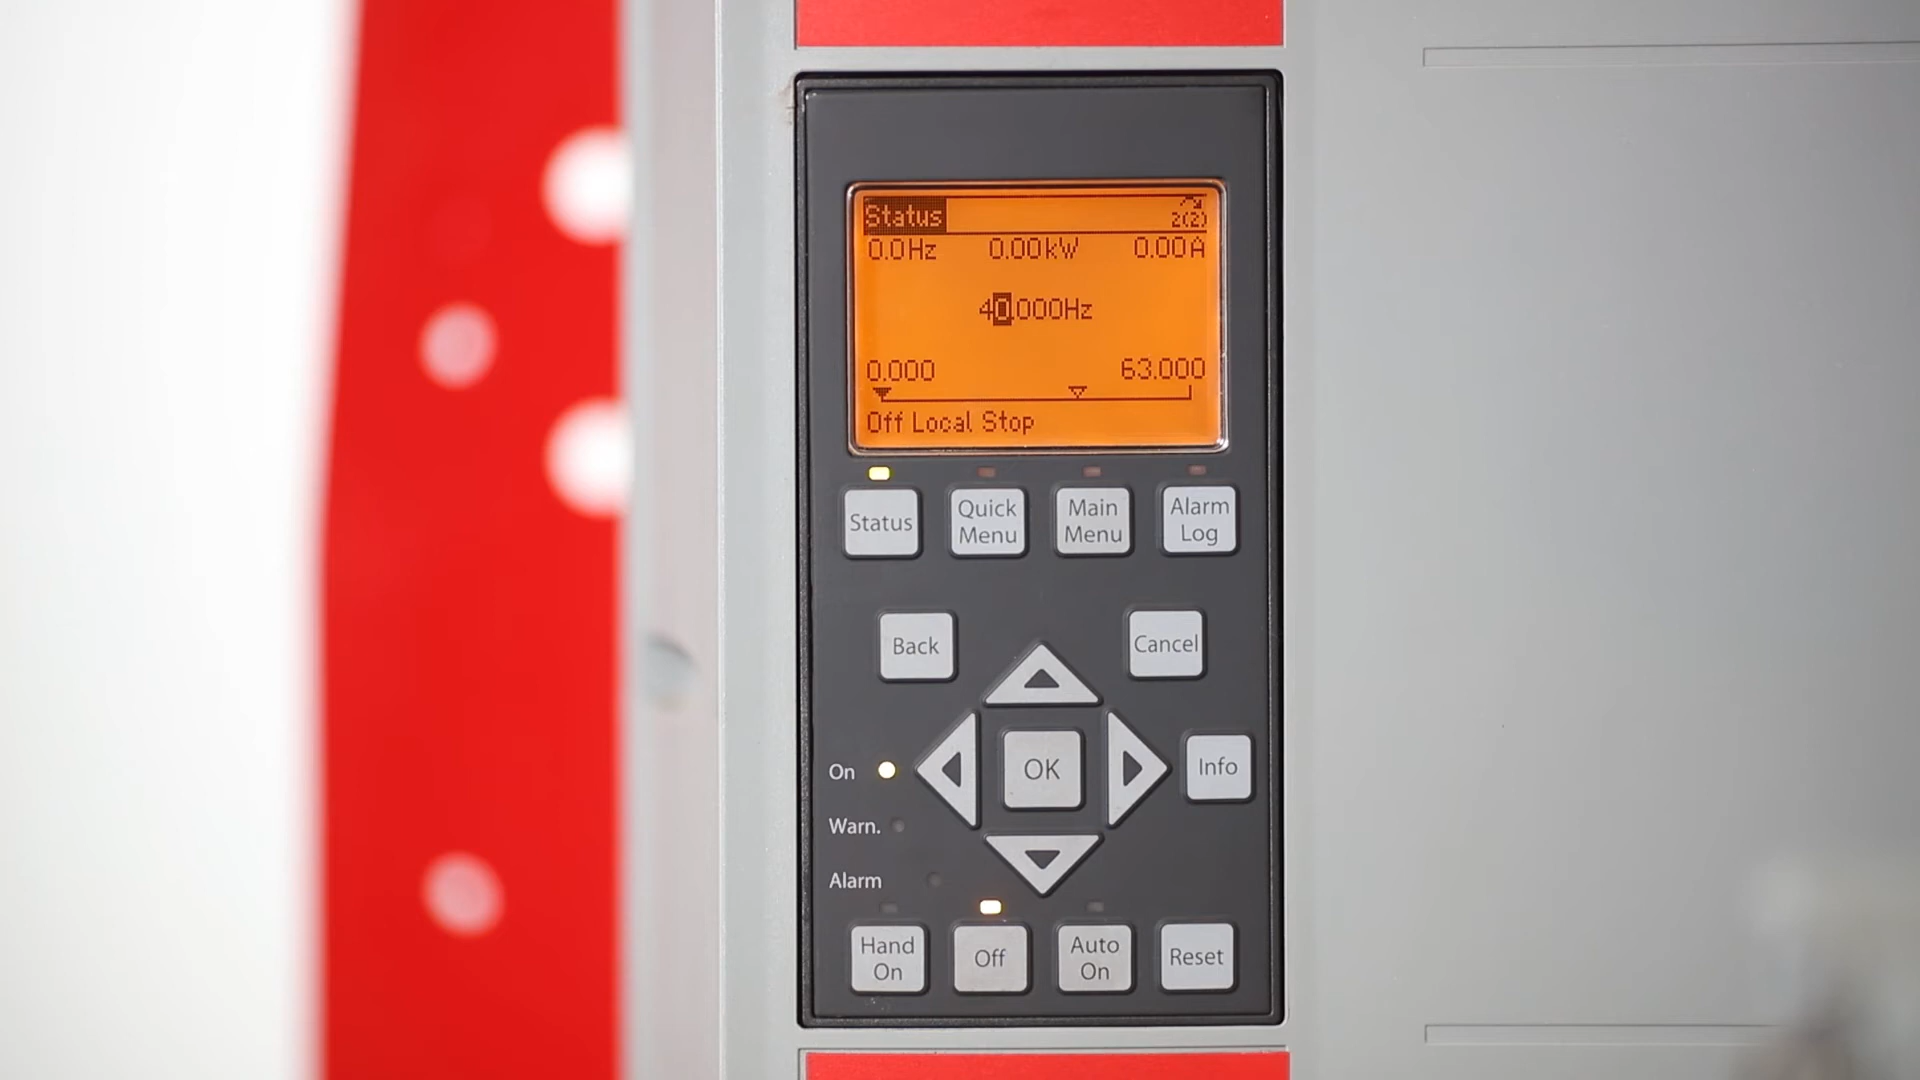 Status 2(2)
0.0Hz 0.00kW 0.00A
40.000Hz
0.000 63.000
Off Local Stop
Status
Quick
Menu
Main
Menu
Alarm
Log
Back
Cancel
OK
Info
On
Warn.
Alarm
Hand
On
Off
Auto
On
Reset